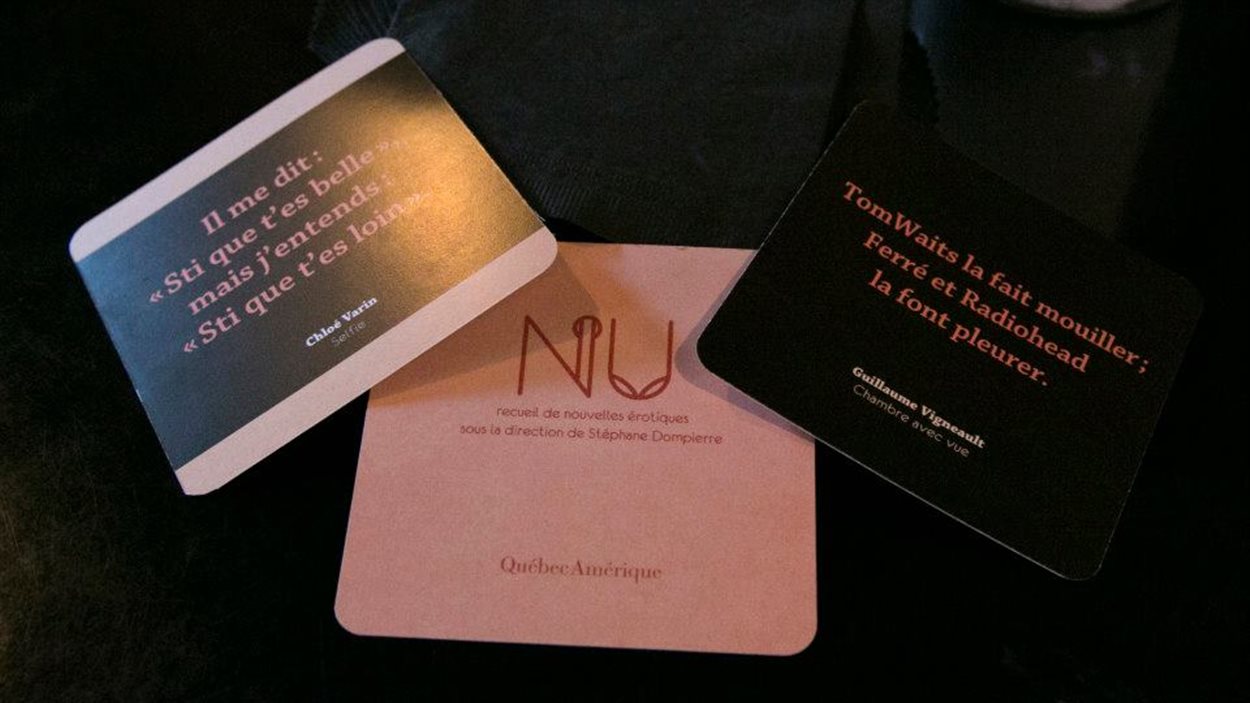 Il me dit :
« Sti que t'es belle »,
mais j'entends :
« Sti que t'es loin ».
Chloé Varin
Selfie
NU
recueil de nouvelles érotiques
sous la direction de Stéphane Dompierre
QuébecAmérique
TomWaits la fait mouiller ;
Ferré et Radiohead
la font pleurer.
Guillaume Vigneault
Chambre avec vue